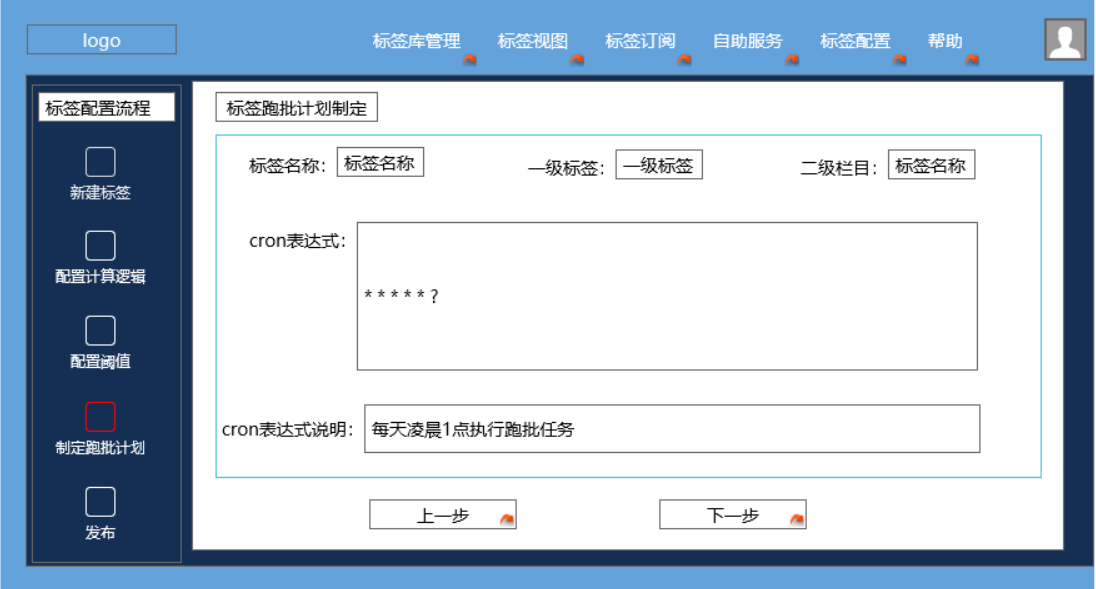 logo
标签库管理
标签视图
标签订阅
自助服务
标签配置
帮助
标签配置流程
新建标签
配置计算逻辑
配置阈值
制定跑批计划
发布
标签跑批计划制定
标签名称： 标签名称
一级标签： 一级标签
二级栏目： 标签名称
cron表达式：
* * * * * ?
cron表达式说明： 每天凌晨1点执行跑批任务
上一步
下一步